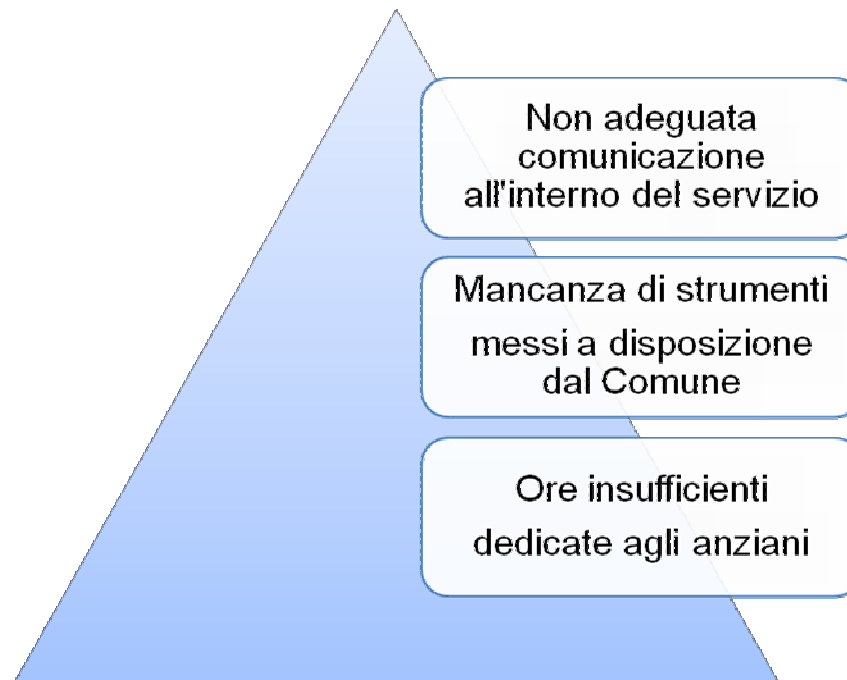 Non adeguata
comunicazione
all'interno del servizio
Mancanza di strumenti
messi a disposizione
dal Comune
Ore insufficienti
dedicate agli anziani